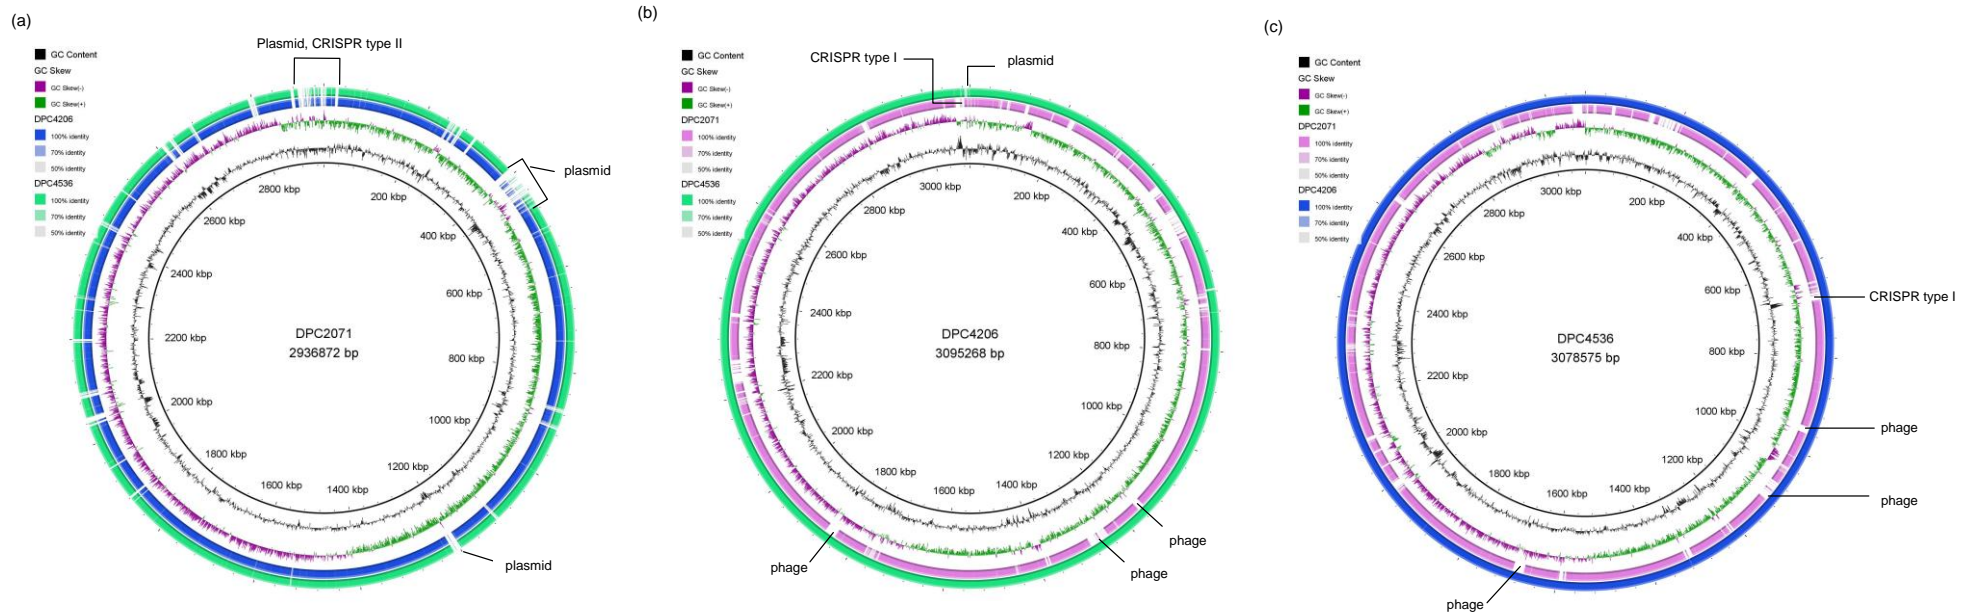 (a)
Plasmid, CRISPR type II
GC Content
GC Skew
GC Skew(-)
GC Skew(+)
DPC4206
100% identity
70% identity
50% identity
DPC4536
100% identity
70% identity
50% identity
plasmid
plasmid
2800 kbp
200 kbp
2600 kbp
400 kbp
2400 kbp
600 kbp
2200 kbp
800 kbp
2000 kbp
1000 kbp
1800 kbp
1200 kbp
1600 kbp
1400 kbp
DPC2071
2936872 bp
(b)
CRISPR type I
plasmid
GC Content
GC Skew
GC Skew(-)
GC Skew(+)
DPC2071
100% identity
70% identity
50% identity
DPC4536
100% identity
70% identity
50% identity
3000 kbp
200 kbp
2800 kbp
400 kbp
2600 kbp
600 kbp
2400 kbp
800 kbp
2200 kbp
1000 kbp
2000 kbp
1200 kbp
1800 kbp
1400 kbp
1600 kbp
DPC4206
3095268 bp
phage
phage
phage
(c)
GC Content
GC Skew
GC Skew(-)
GC Skew(+)
DPC2071
100% identity
70% identity
50% identity
DPC4206
100% identity
70% identity
50% identity
3000 kbp
200 kbp
2800 kbp
400 kbp
2600 kbp
600 kbp
2400 kbp
800 kbp
2200 kbp
1000 kbp
2000 kbp
1200 kbp
1800 kbp
1400 kbp
1600 kbp
DPC4536
3078575 bp
CRISPR type I
phage
phage
phage